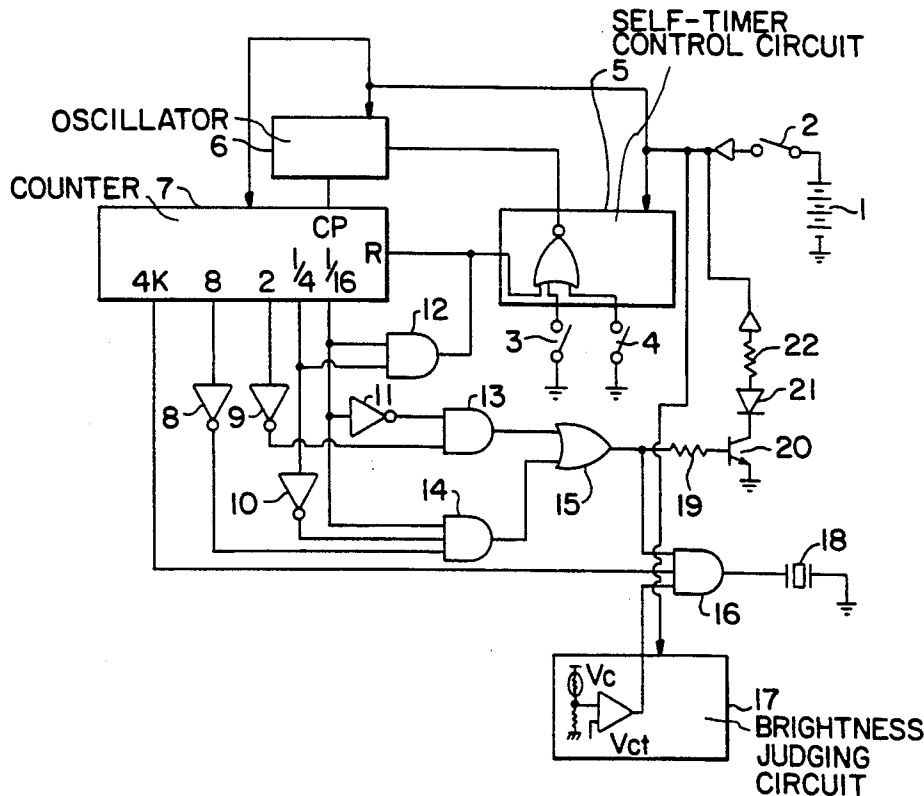 SELF-TIMER
CONTROL CIRCUIT
5
OSCILLATOR
6
2
1
COUNTER 7
CP
R
4K 8 2 1/4 1/16
12
3
4
22
21
8
9
11
13
20
10
14
15
19
18
16
Vc
17
Vct
BRIGHTNESS
JUDGING
CIRCUIT